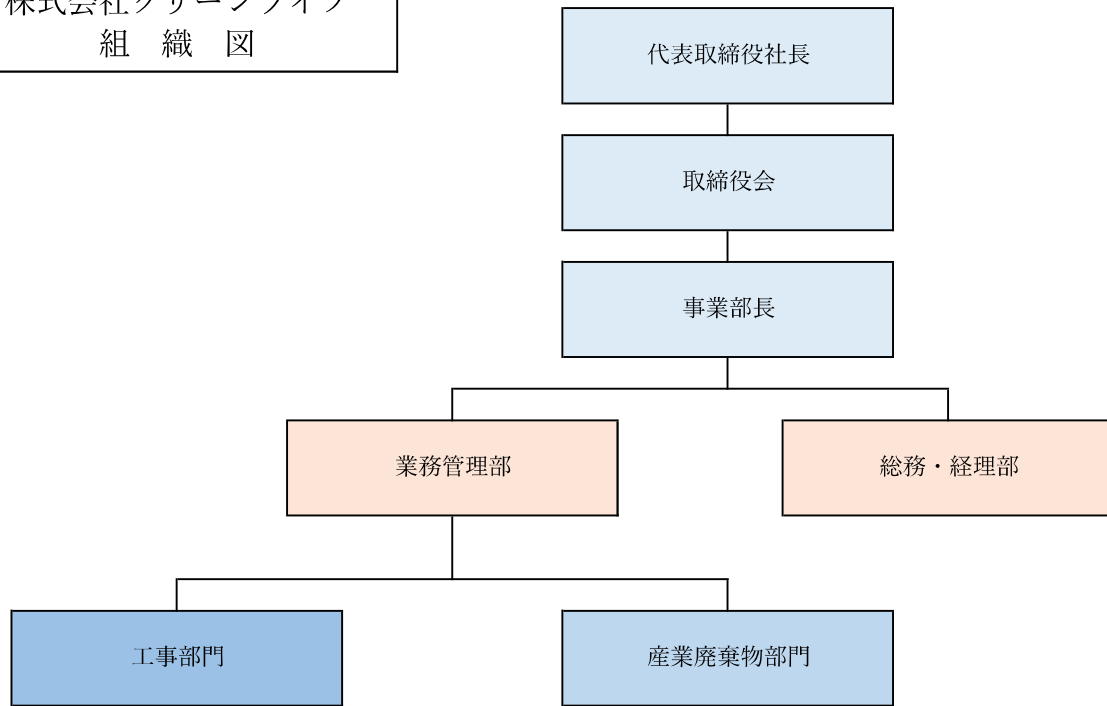 株式会社クリーンライフ
組 織 図
代表取締役社長
取締役会
事業部長
業務管理部
総務・経理部
工事部門
産業廃棄物部門